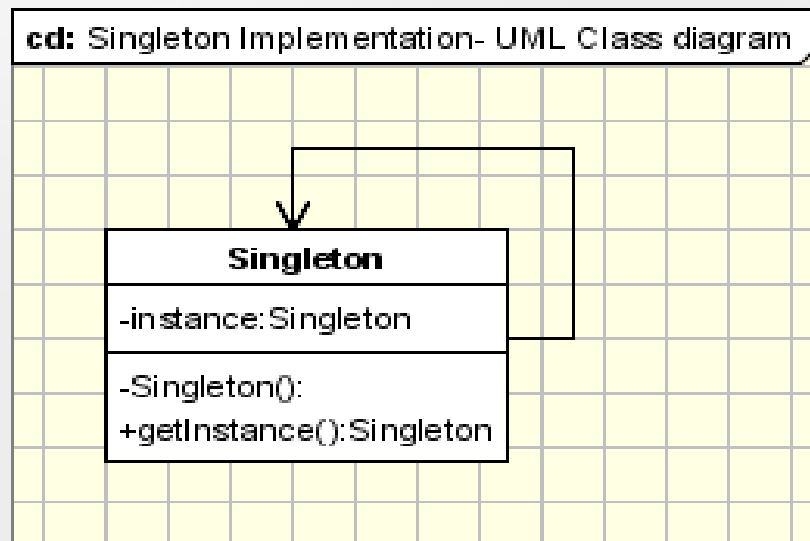 cd: Singleton Implementation- UML Class diagram
Singleton
-instance:Singleton
-Singleton():
+getInstance():Singleton